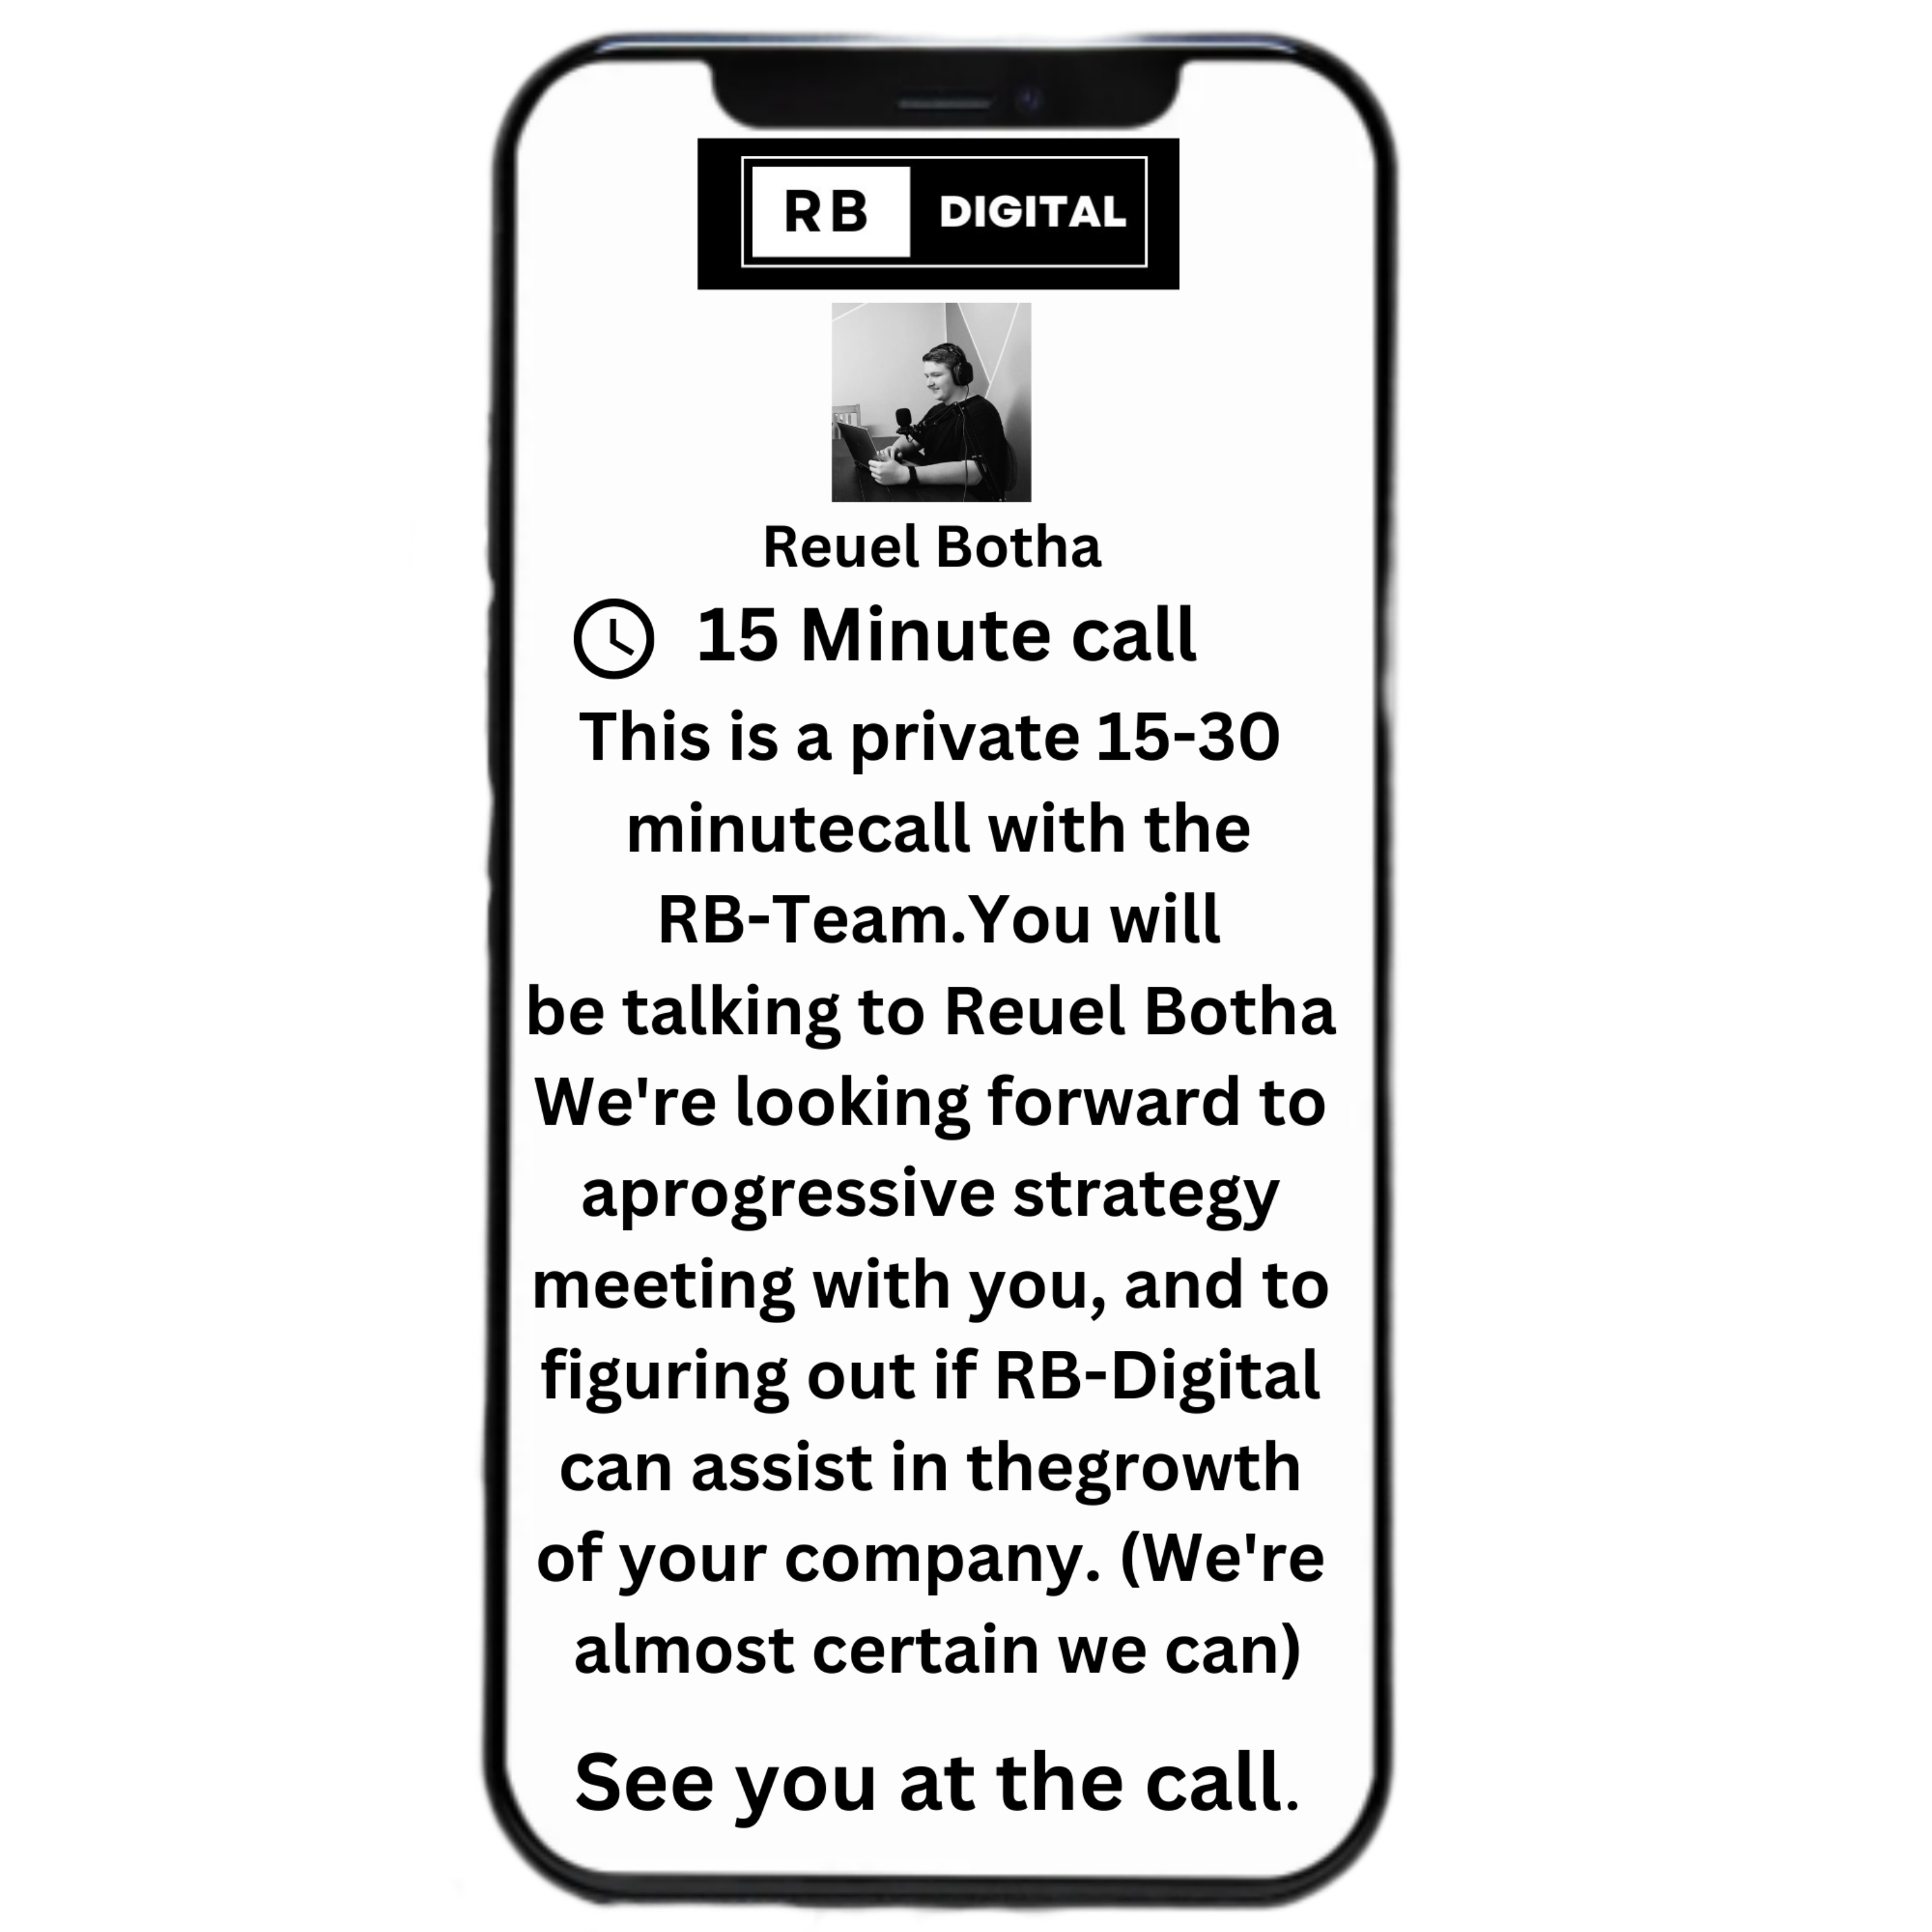 RB DIGITAL
Reuel Botha
15 Minute call
This is a private 15-30
minutecall with the
RB-Team.You will
be talking to Reuel Botha
We're looking forward to
aprogressive strategy
meeting with you, and to
figuring out if RB-Digital
can assist in thegrowth
of your company. (We're
almost certain we can)
See you at the call.